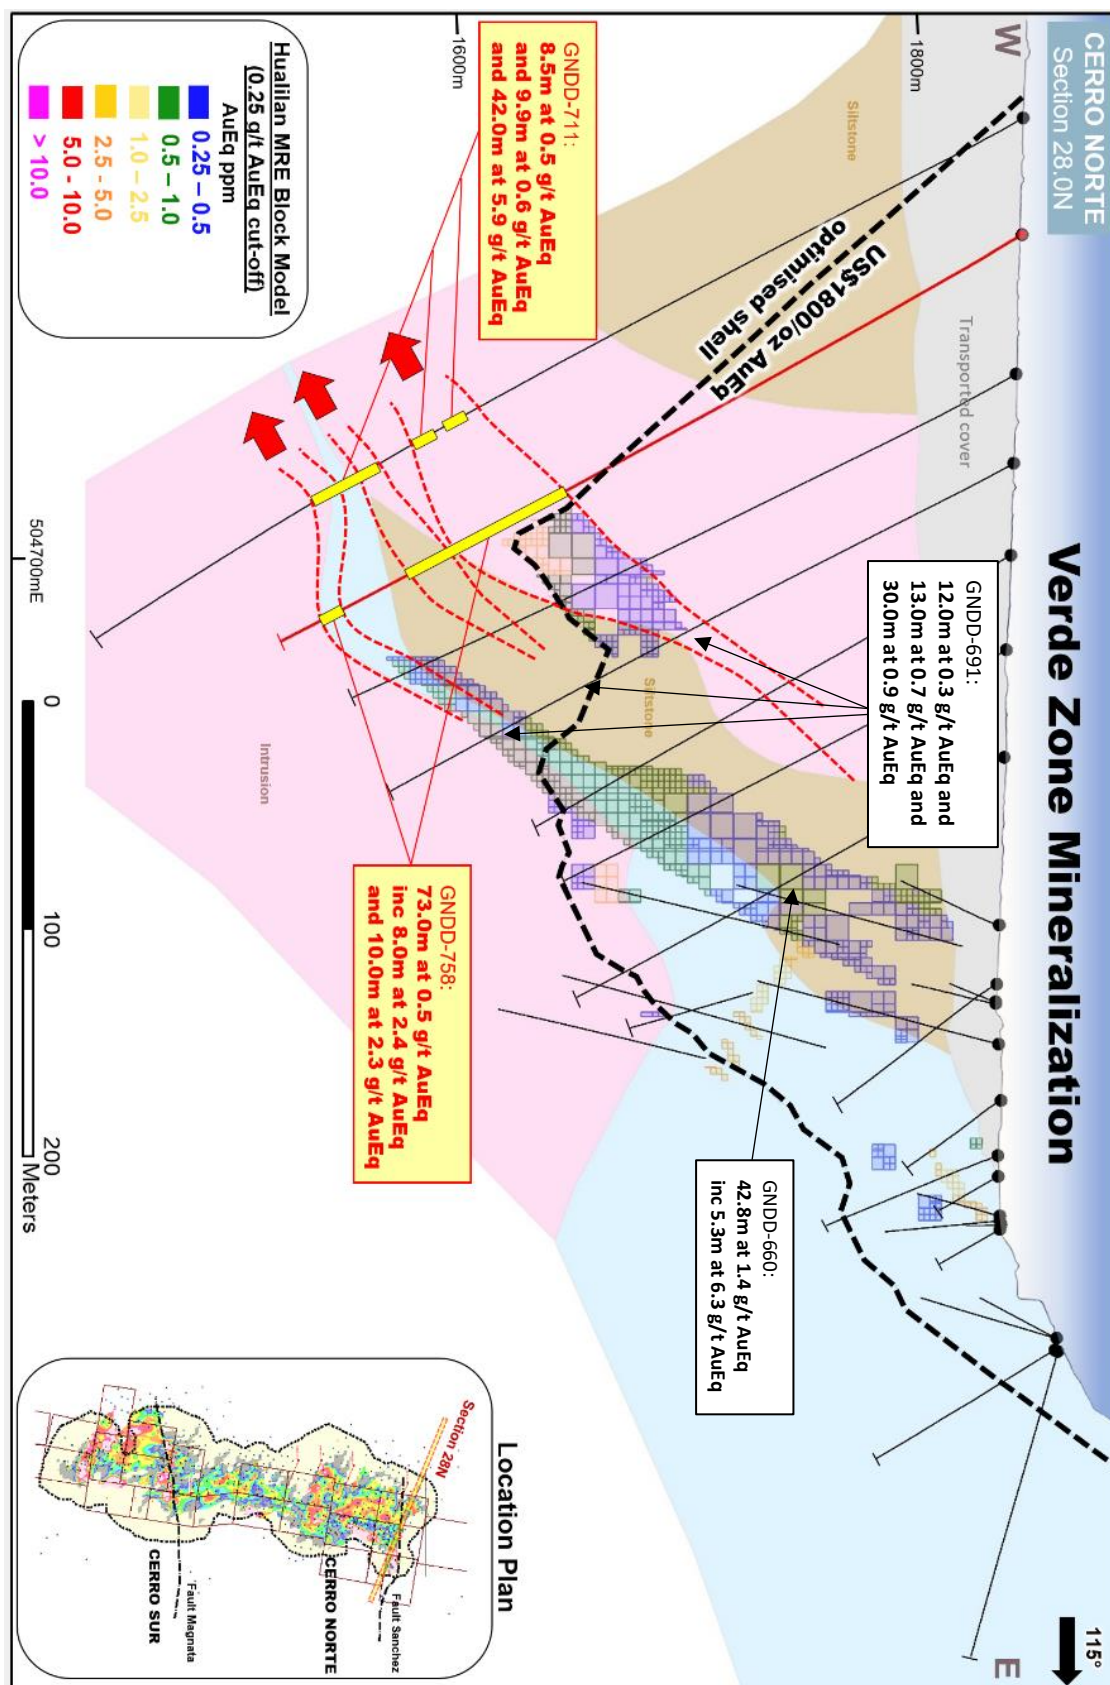 CERRO NORTE
Section 28.0N
Verde Zone Mineralization
115°
W
E
1800m
1600m
504700mE
Siltstone
Transported cover
US$1800/oz AuEq
optimised shell
Siltstone
Intrusion
GNDD-711:
8.5m at 0.5 g/t AuEq
and 9.9m at 0.6 g/t AuEq
and 42.0m at 5.9 g/t AuEq
GNDD-691:
12.0m at 0.3 g/t AuEq and
13.0m at 0.7 g/t AuEq and
30.0m at 0.9 g/t AuEq
GNDD-758:
73.0m at 0.5 g/t AuEq
inc 8.0m at 2.4 g/t AuEq
and 10.0m at 2.3 g/t AuEq
GNDD-660:
42.8m at 1.4 g/t AuEq
inc 5.3m at 6.3 g/t AuEq
Hualilan MRE Block Model
(0.25 g/t AuEq cut-off)
AuEq ppm
0.25 – 0.5
0.5 – 1.0
1.0 - 2.5
2.5 - 5.0
5.0 - 10.0
> 10.0
0
100
200
Meters
Location Plan
Section 28N
Fault Sanchez
CERRO NORTE
Fault Magnata
CERRO SUR